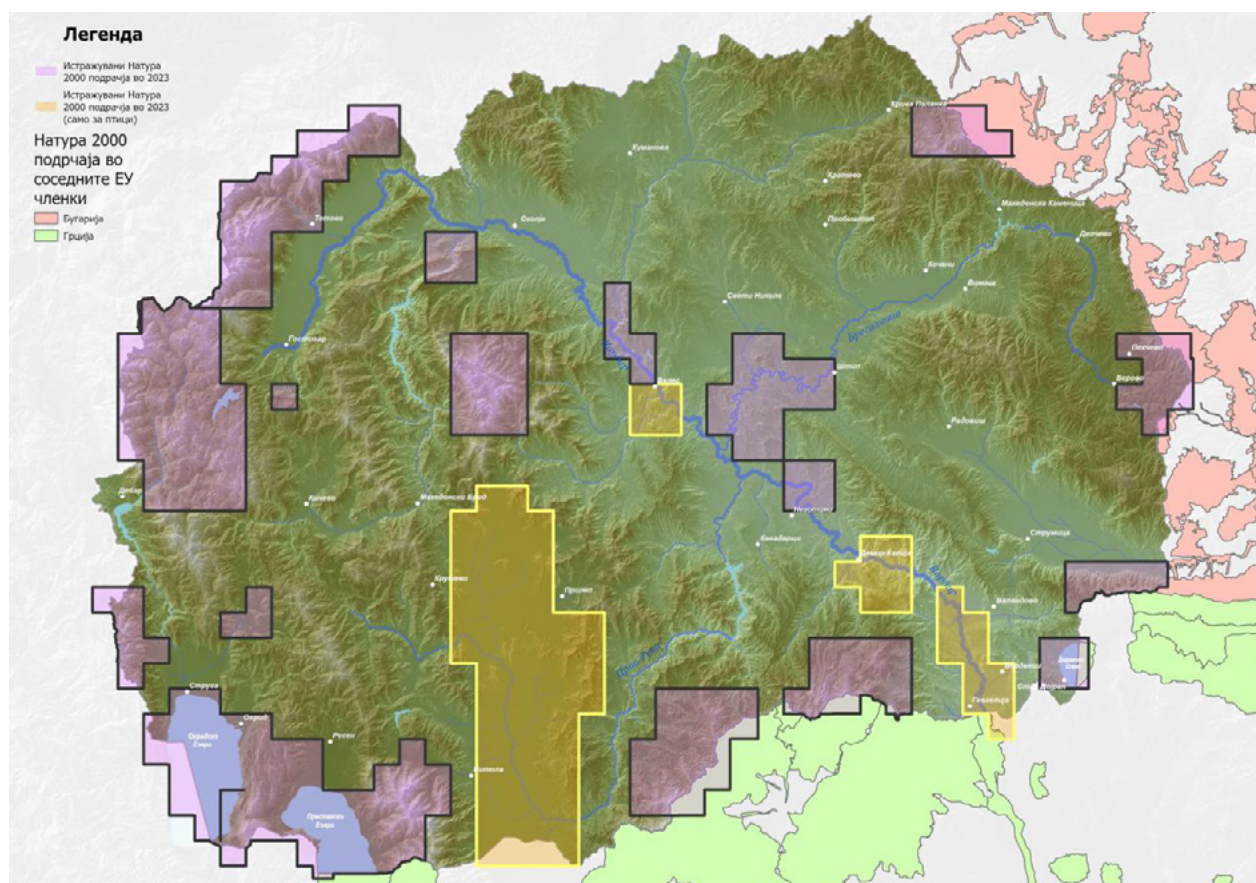 Легенда
Истражувани Натура
2000 подрачја во 2023
Истражувани Натура
2000 подрачја во 2023
(само за птици)
Натура 2000
подрчаја во
соседните ЕУ
членки
Бугарија
Грција
Крива Паланка
Куманово
Кратово
Тетово
Скопје
Пробиштип
Македонска Каменица
Делчево
Кочани
Виница
Свети Николе
Брегалница
Гостивар
Вардар
Пехчево
Штип
Велес
Берово
Радовиш
Дебар
Кичево
Македонски Брод
Неготино
Кавадарци
Струмица
Демир Капија
Крушево
Прилеп
Вардар
Валандово
Црна Река
Струга
Охрид
Гевгелија
Охридско
Езеро
Ресен
Битола
Преспанско
Езеро